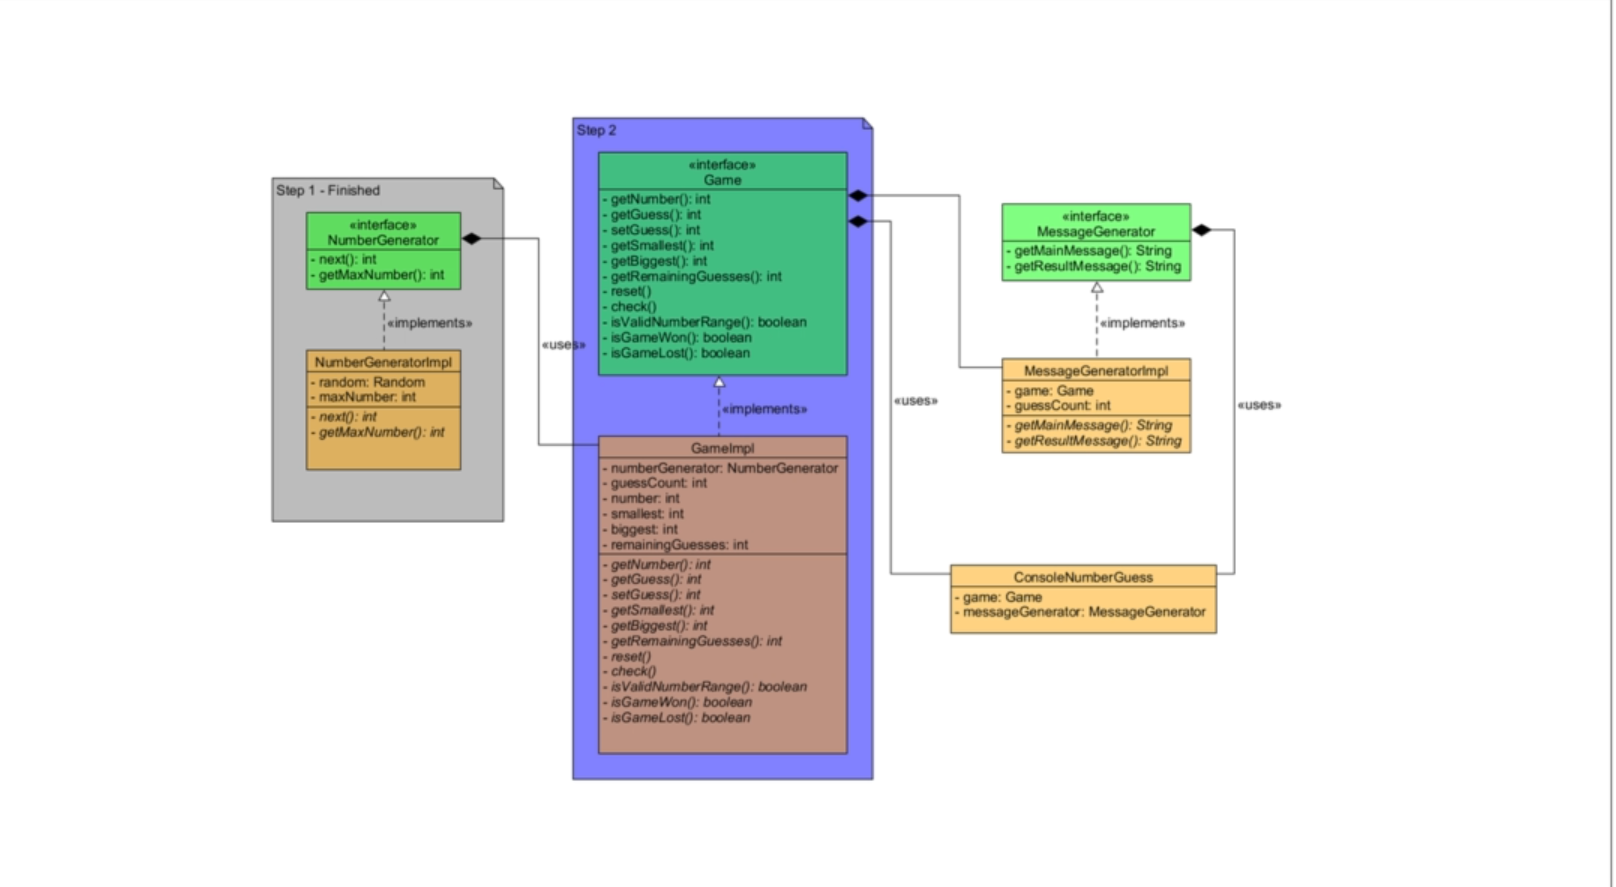 Step 1 - Finished
«interface»
NumberGenerator
- next(): int
- getMaxNumber(): int
«implements»
NumberGeneratorImpl
- random: Random
- maxNumber: int
- next(): int
- getMaxNumber(): int
«uses»
Step 2
«interface»
Game
- getNumber(): int
- getGuess(): int
- setGuess(): int
- getSmallest(): int
- getBiggest(): int
- getRemainingGuesses(): int
- reset()
- check()
- isValidNumberRange(): boolean
- isGameWon(): boolean
- isGameLost(): boolean
«implements»
GameImpl
- numberGenerator: NumberGenerator
- guessCount: int
- number: int
- smallest: int
- biggest: int
- remainingGuesses: int
- getNumber(): int
- getGuess(): int
- setGuess(): int
- getSmallest(): int
- getBiggest(): int
- getRemainingGuesses(): int
- reset()
- check()
- isValidNumberRange(): boolean
- isGameWon(): boolean
- isGameLost(): boolean
«uses»
«interface»
MessageGenerator
- getMainMessage(): String
- getResultMessage(): String
«implements»
MessageGeneratorImpl
- game: Game
- guessCount: int
- getMainMessage(): String
- getResultMessage(): String
«uses»
ConsoleNumberGuess
- game: Game
- messageGenerator: MessageGenerator